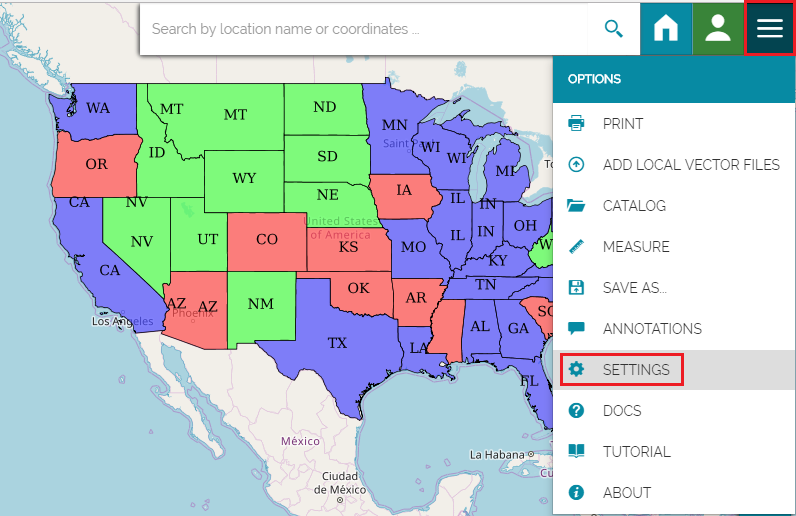 Search by location name or coordinates ...
OPTIONS
PRINT
ADD LOCAL VECTOR FILES
CATALOG
MEASURE
SAVE AS...
ANNOTATIONS
SETTINGS
DOCS
TUTORIAL
ABOUT
WA
MT
MT
ND
MN
OR
ID
SD
WI
WI
MI
Saint
WY
IA
CA
NV
NE
IL
IN
United States
of America
NV
UT
CO
KS
MO
IL
IN
OH
W
CA
KY
AZ
AZ
NM
OK
AR
TN
SC
Los Angeles
Phoenix
TX
LA
AL
GA
FL
México
La Habana
Cu
Ciudad
de México